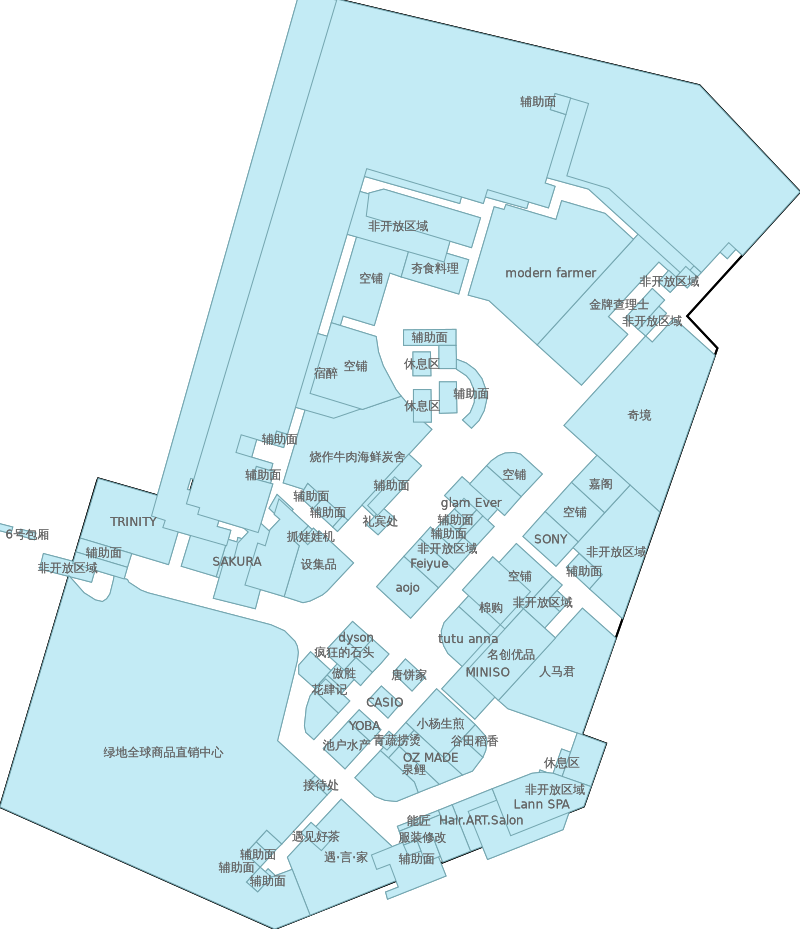 辅助面
非开放区域
空铺
夯食料理
modern farmer
非开放区域
金牌查理士
非开放区域
辅助面
休息区
宿醉
空铺
休息区
辅助面
奇境
辅助面
烧作牛肉海鲜炭舍
辅助面
空铺
嘉阁
辅助面
辅助面
glam Ever
辅助面
空铺
TRINITY
礼宾处
辅助面
辅助面
6号包厢
抓娃娃机
SONY
辅助面
非开放区域
非开放区域
非开放区域
SAKURA
设集品
Feiyue
辅助面
空铺
aojo
棉购
非开放区域
dyson
tutu anna
疯狂的石头
名创优品
MINISO
人马君
傲胜
唐饼家
花肆记
CASIO
YOBA
小杨生煎
池户水产
青蔬捞烫
谷田稻香
绿地全球商品直销中心
OZ MADE
泉鲤
休息区
接待处
非开放区域
Lann SPA
能匠
Hair.ART.Salon
遇见好茶
服装修改
辅助面
遇·言·家
辅助面
辅助面
辅助面